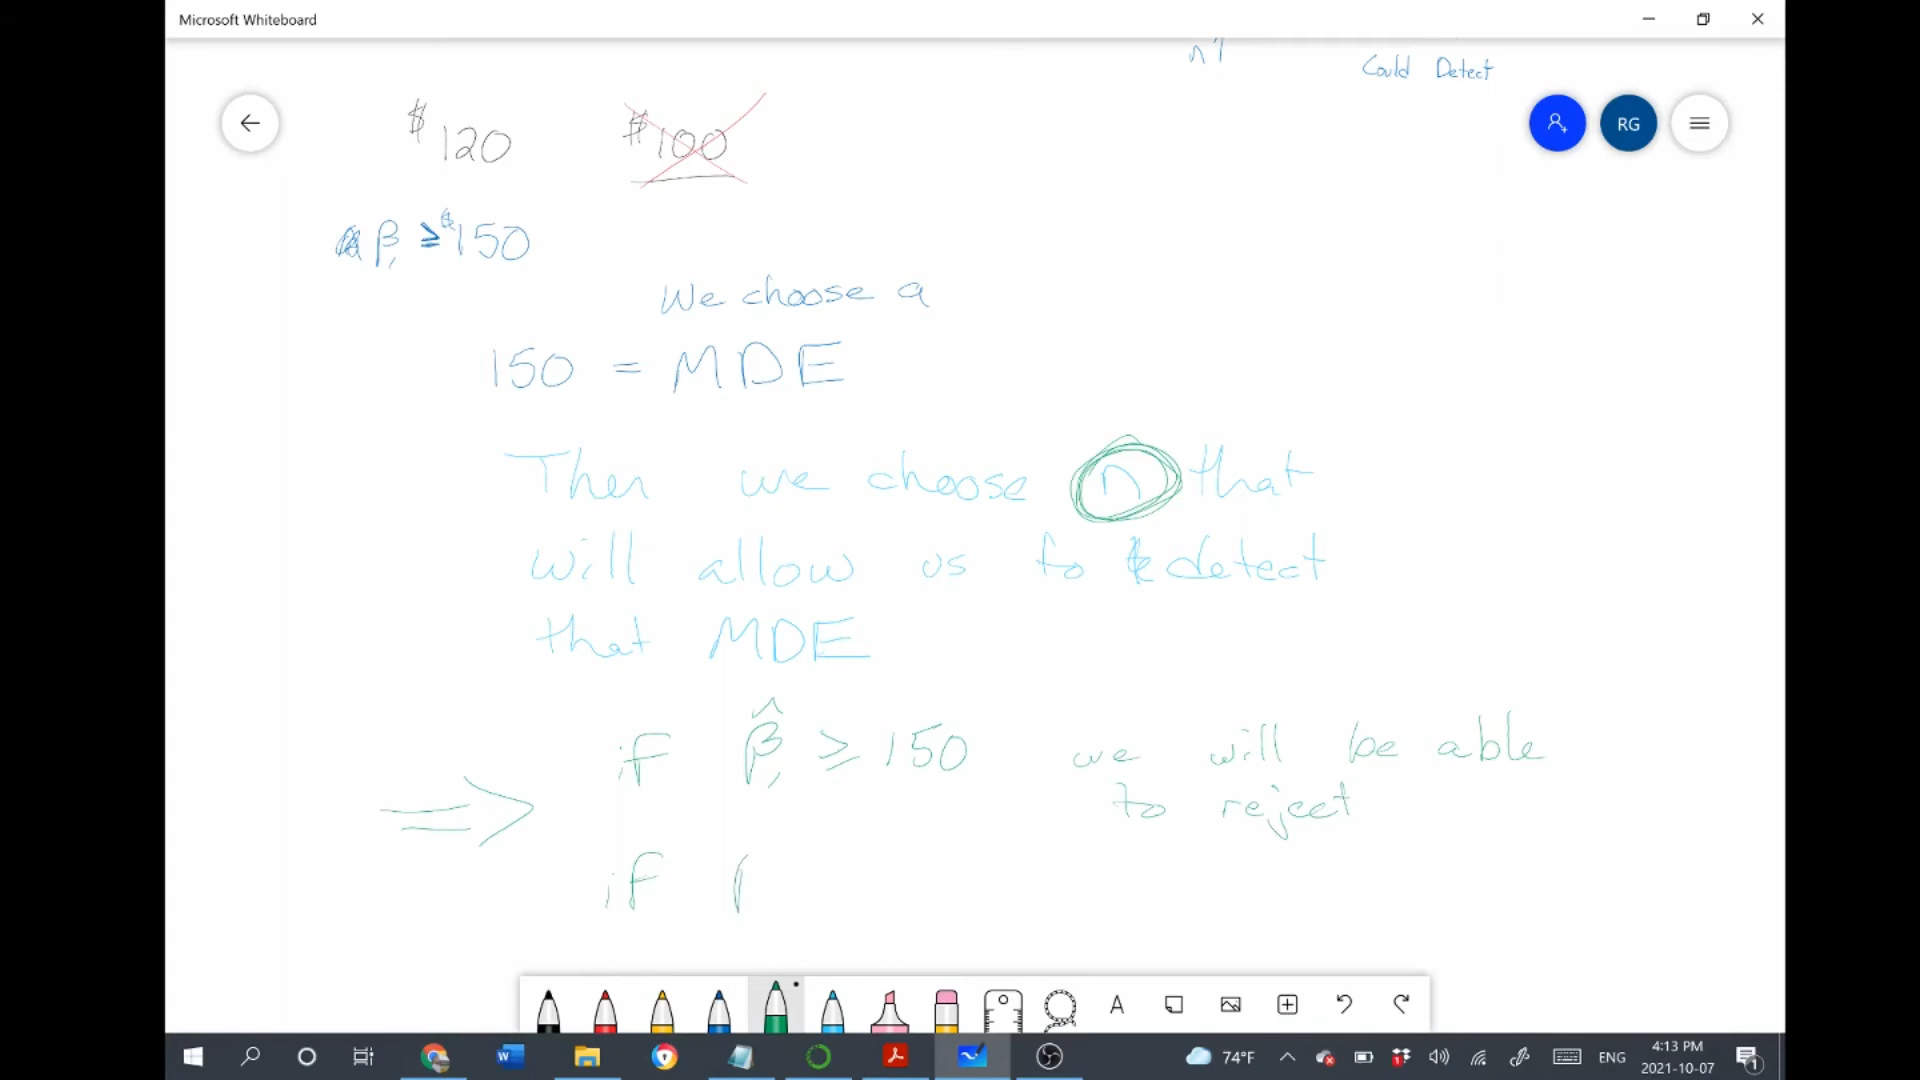 Microsoft Whiteboard
Could Detect
$120 $100
RG
β₁ ≥ $150
We choose a
150 = MDE
Then we choose n that
will allow us to detect
that MDE
if β̂₁ ≥ 150 we will be able
to reject
if
A
74°F ENG 4:13 PM
2021-10-07